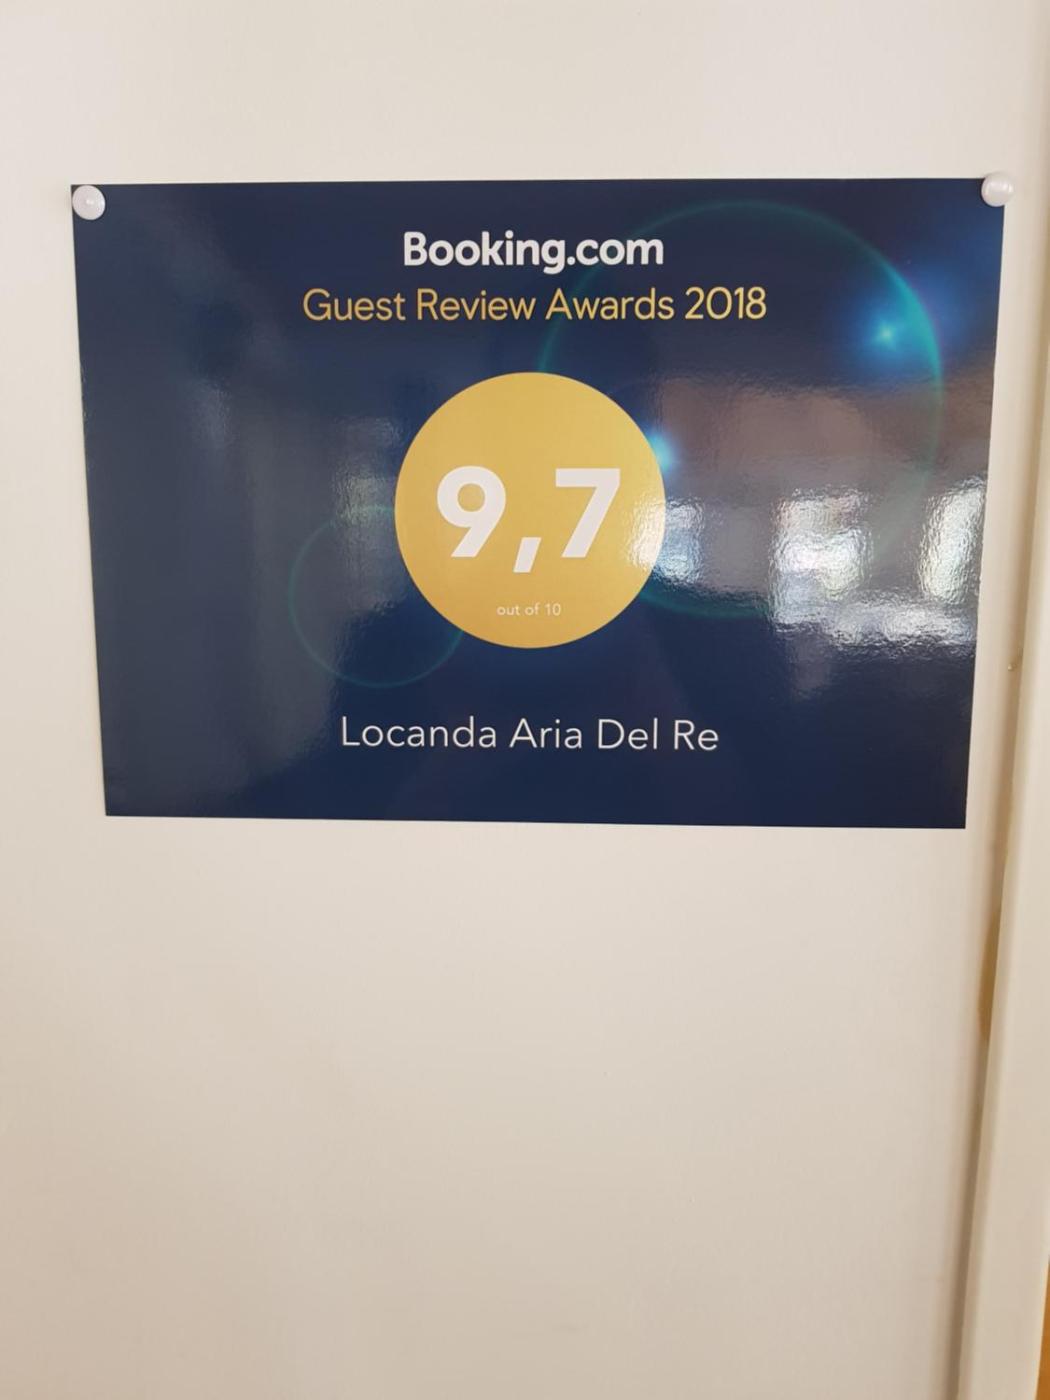 Booking.com
Guest Review Awards 2018
9,7
out of 10
Locanda Aria Del Re